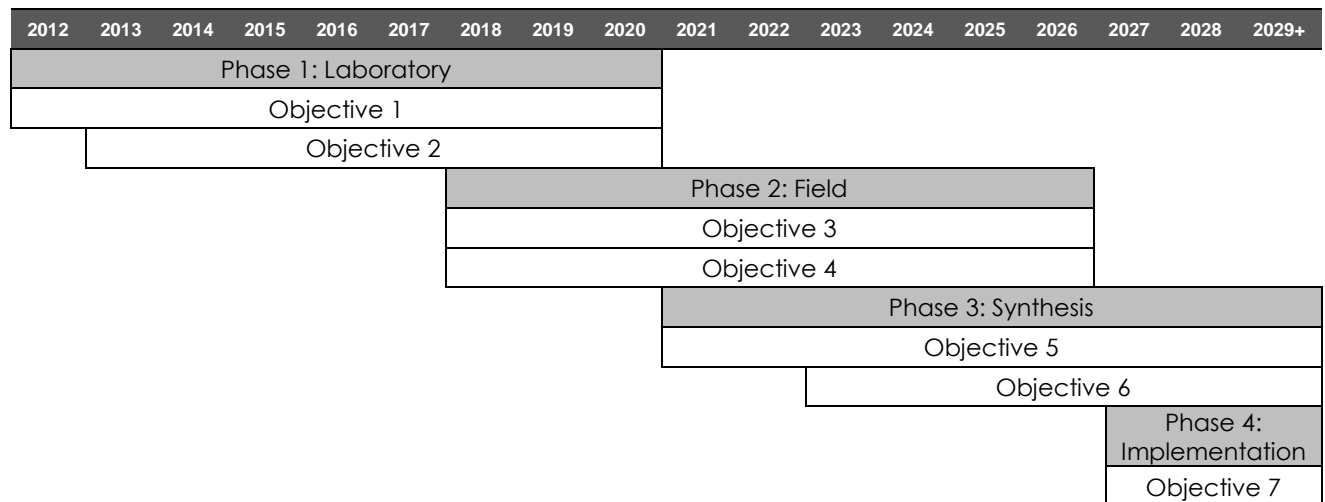 2012 2013 2014 2015 2016 2017 2018 2019 2020 2021 2022 2023 2024 2025 2026 2027 2028 2029+
Phase 1: Laboratory
Objective 1
Objective 2
Phase 2: Field
Objective 3
Objective 4
Phase 3: Synthesis
Objective 5
Objective 6
Phase 4:
Implementation
Objective 7